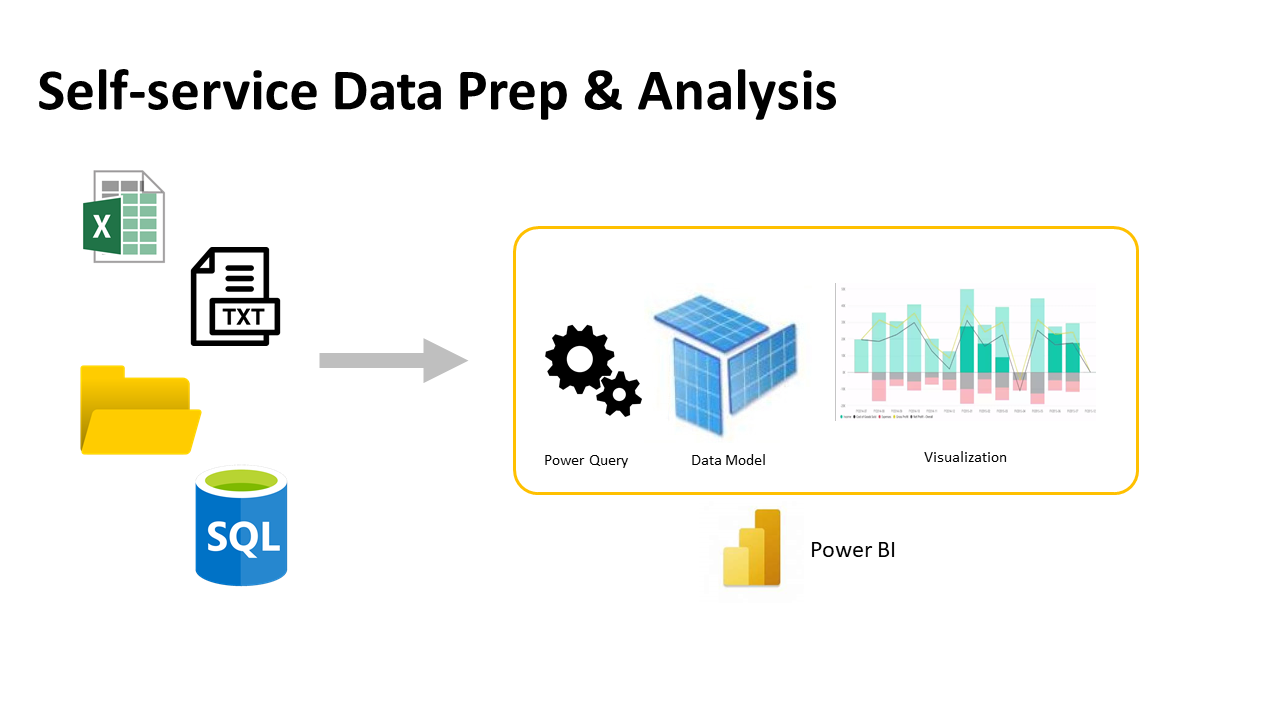 Self-service Data Prep & Analysis
X
TXT
SQL
Power Query
Data Model
Visualization
Power BI